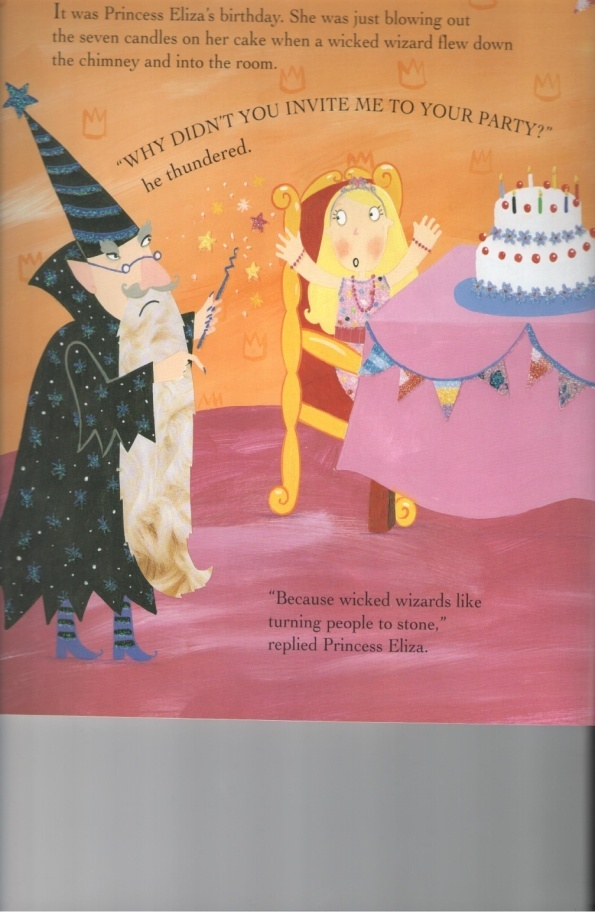 It was Princess Eliza's birthday. She was just blowing out
the seven candles on her cake when a wicked wizard flew down
the chimney and into the room.
"WHY DIDN'T YOU INVITE ME TO YOUR PARTY?"
he thundered.
"Because wicked wizards like
turning people to stone,"
replied Princess Eliza.